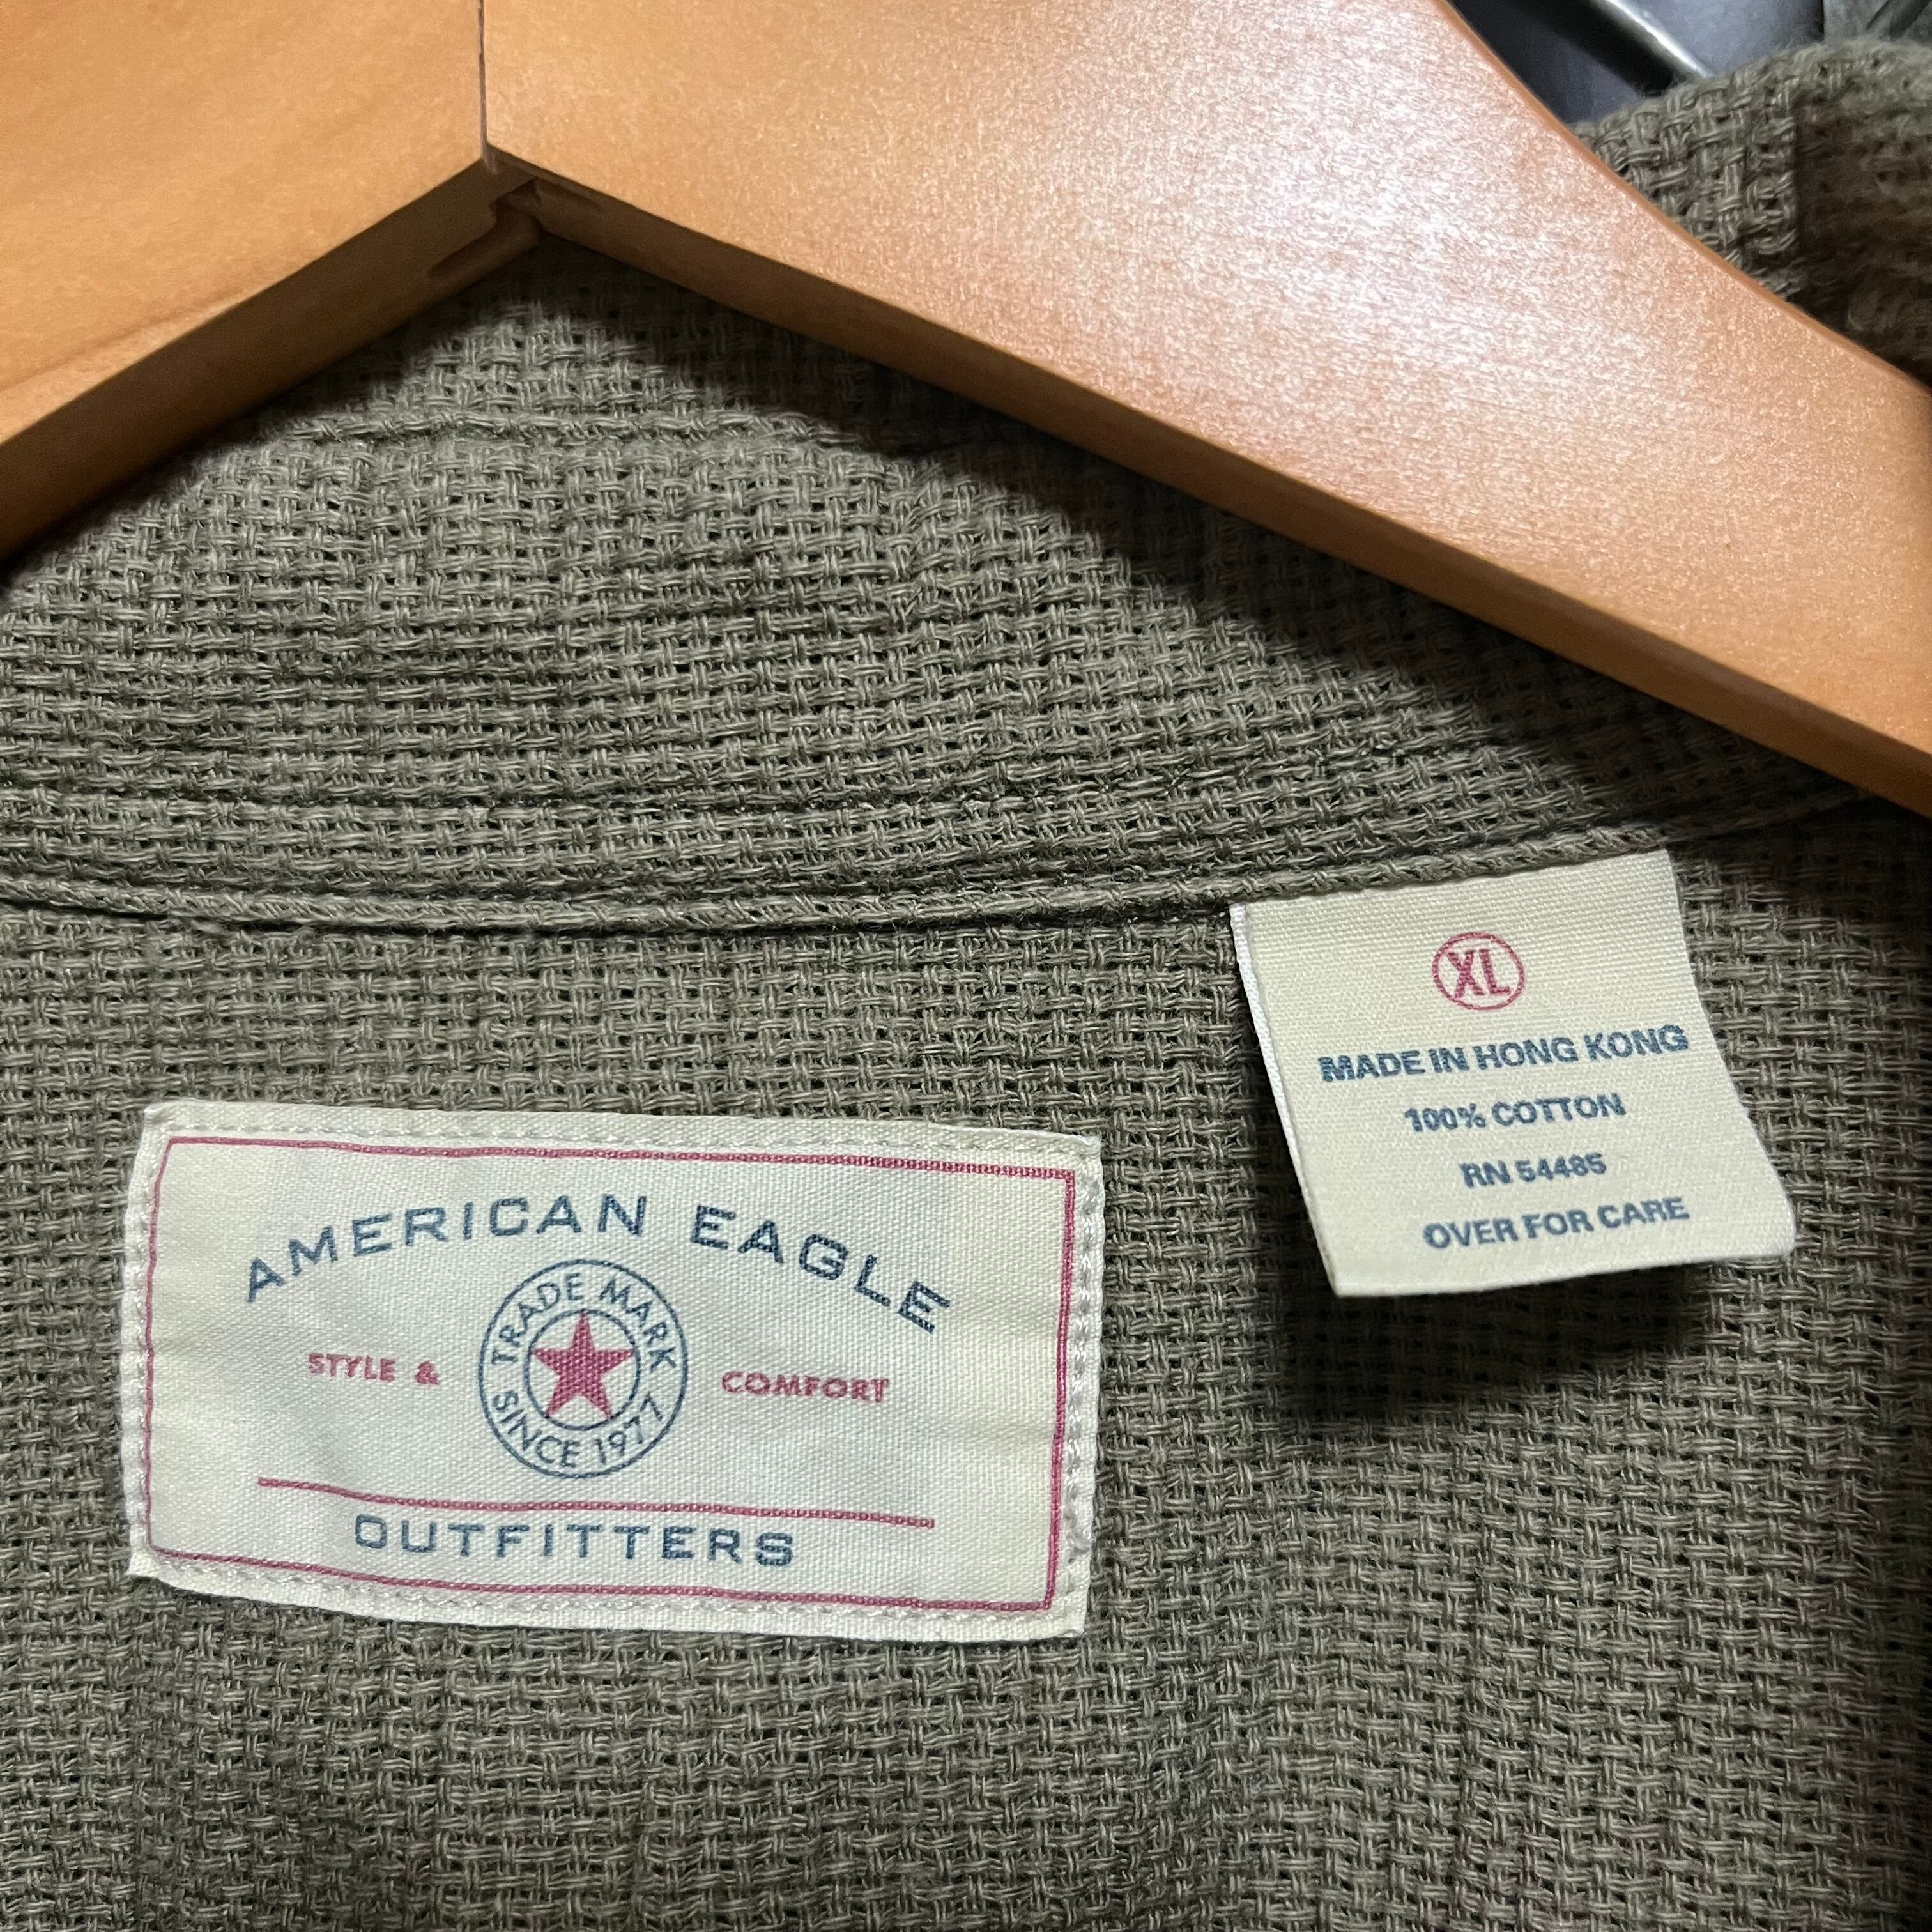 XL
MADE IN HONG KONG
100% COTTON
RN 54485
OVER FOR CARE
AMERICAN EAGLE
TRADE MARK
STYLE & COMFORT
SINCE 1977
OUTFITTERS